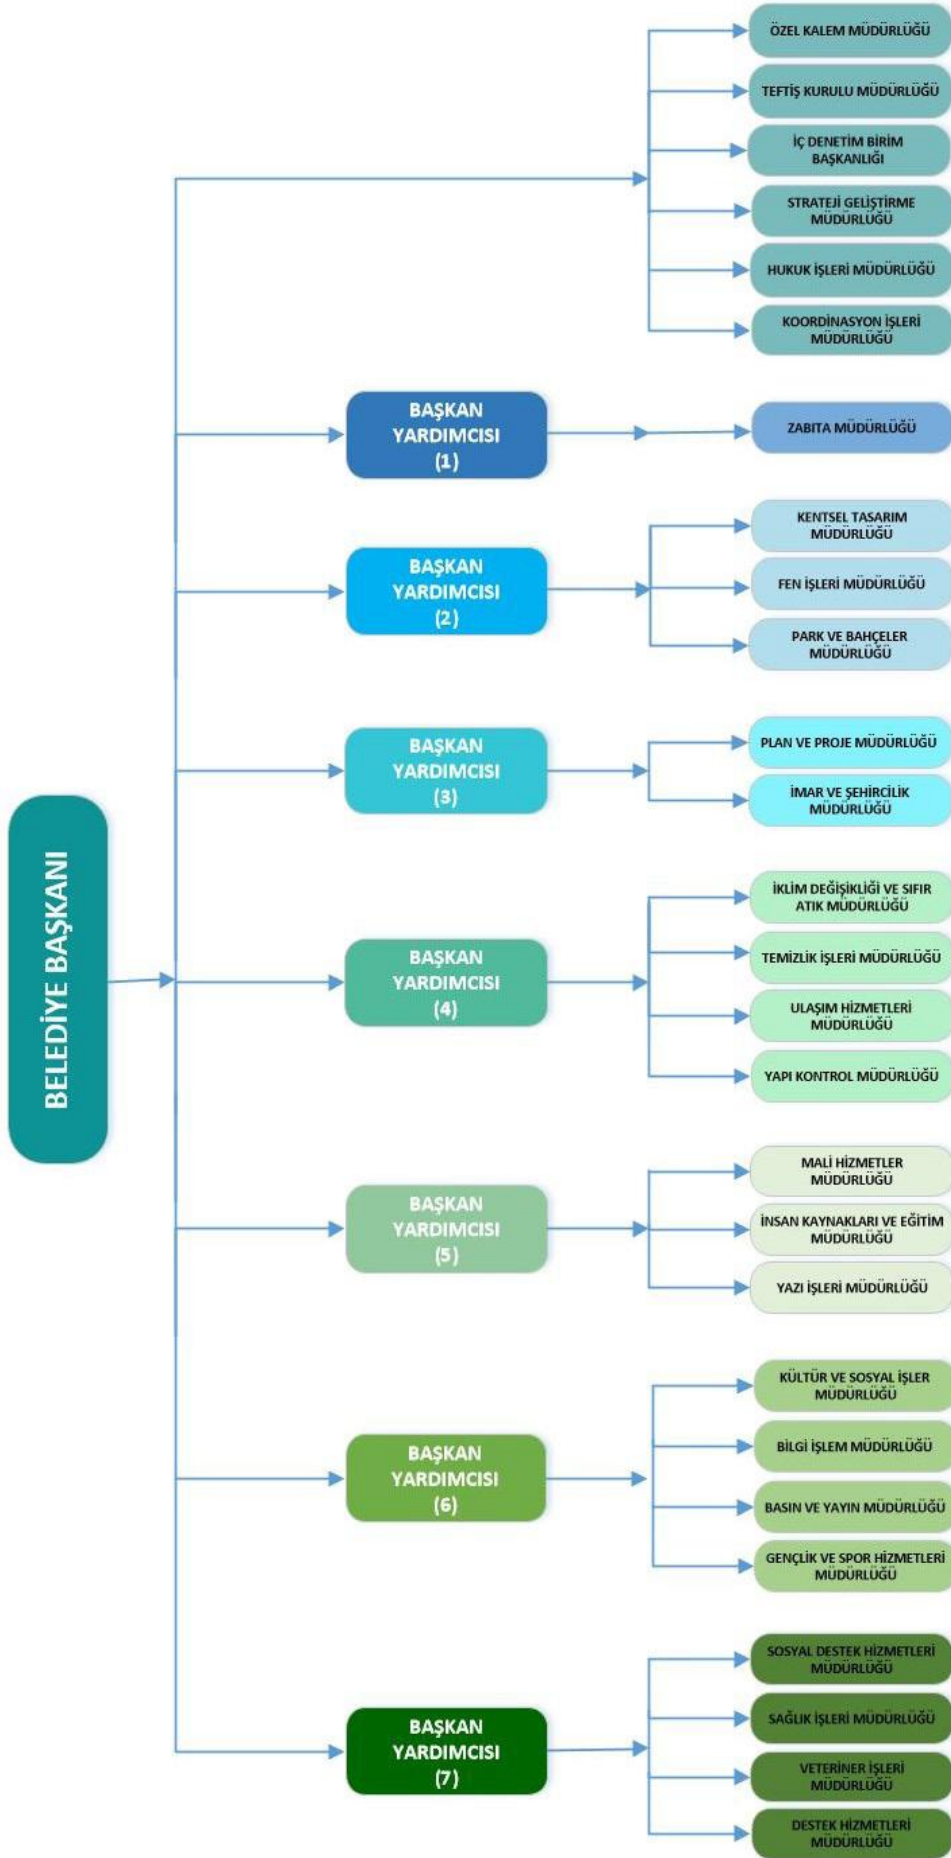 BELEDİYE BAŞKANI
ÖZEL KALEM MÜDÜRLÜĞÜ
TEFTİŞ KURULU MÜDÜRLÜĞÜ
İÇ DENETİM BİRİM
BAŞKANLIĞI
STRATEJİ GELİŞTİRME
MÜDÜRLÜĞÜ
HUKUK İŞLERİ MÜDÜRLÜĞÜ
KOORDİNASYON İŞLERİ
MÜDÜRLÜĞÜ
BAŞKAN
YARDIMCISI
(1)
ZABITA MÜDÜRLÜĞÜ
BAŞKAN
YARDIMCISI
(2)
KENTSEL TASARIM
MÜDÜRLÜĞÜ
FEN İŞLERİ MÜDÜRLÜĞÜ
PARK VE BAHÇELER
MÜDÜRLÜĞÜ
BAŞKAN
YARDIMCISI
(3)
PLAN VE PROJE MÜDÜRLÜĞÜ
İMAR VE ŞEHİRCİLİK
MÜDÜRLÜĞÜ
BAŞKAN
YARDIMCISI
(4)
İKLİM DEĞİŞİKLİĞİ VE SIFIR
ATIK MÜDÜRLÜĞÜ
TEMİZLİK İŞLERİ MÜDÜRLÜĞÜ
ULAŞIM HİZMETLERİ
MÜDÜRLÜĞÜ
YAPI KONTROL MÜDÜRLÜĞÜ
BAŞKAN
YARDIMCISI
(5)
MALİ HİZMETLER
MÜDÜRLÜĞÜ
İNSAN KAYNAKLARI VE EĞİTİM
MÜDÜRLÜĞÜ
YAZI İŞLERİ MÜDÜRLÜĞÜ
BAŞKAN
YARDIMCISI
(6)
KÜLTÜR VE SOSYAL İŞLER
MÜDÜRLÜĞÜ
BİLGİ İŞLEM MÜDÜRLÜĞÜ
BASIN VE YAYIN MÜDÜRLÜĞÜ
GENÇLİK VE SPOR HİZMETLERİ
MÜDÜRLÜĞÜ
BAŞKAN
YARDIMCISI
(7)
SOSYAL DESTEK HİZMETLERİ
MÜDÜRLÜĞÜ
SAĞLIK İŞLERİ MÜDÜRLÜĞÜ
VETERİNER İŞLERİ
MÜDÜRLÜĞÜ
DESTEK HİZMETLERİ
MÜDÜRLÜĞÜ